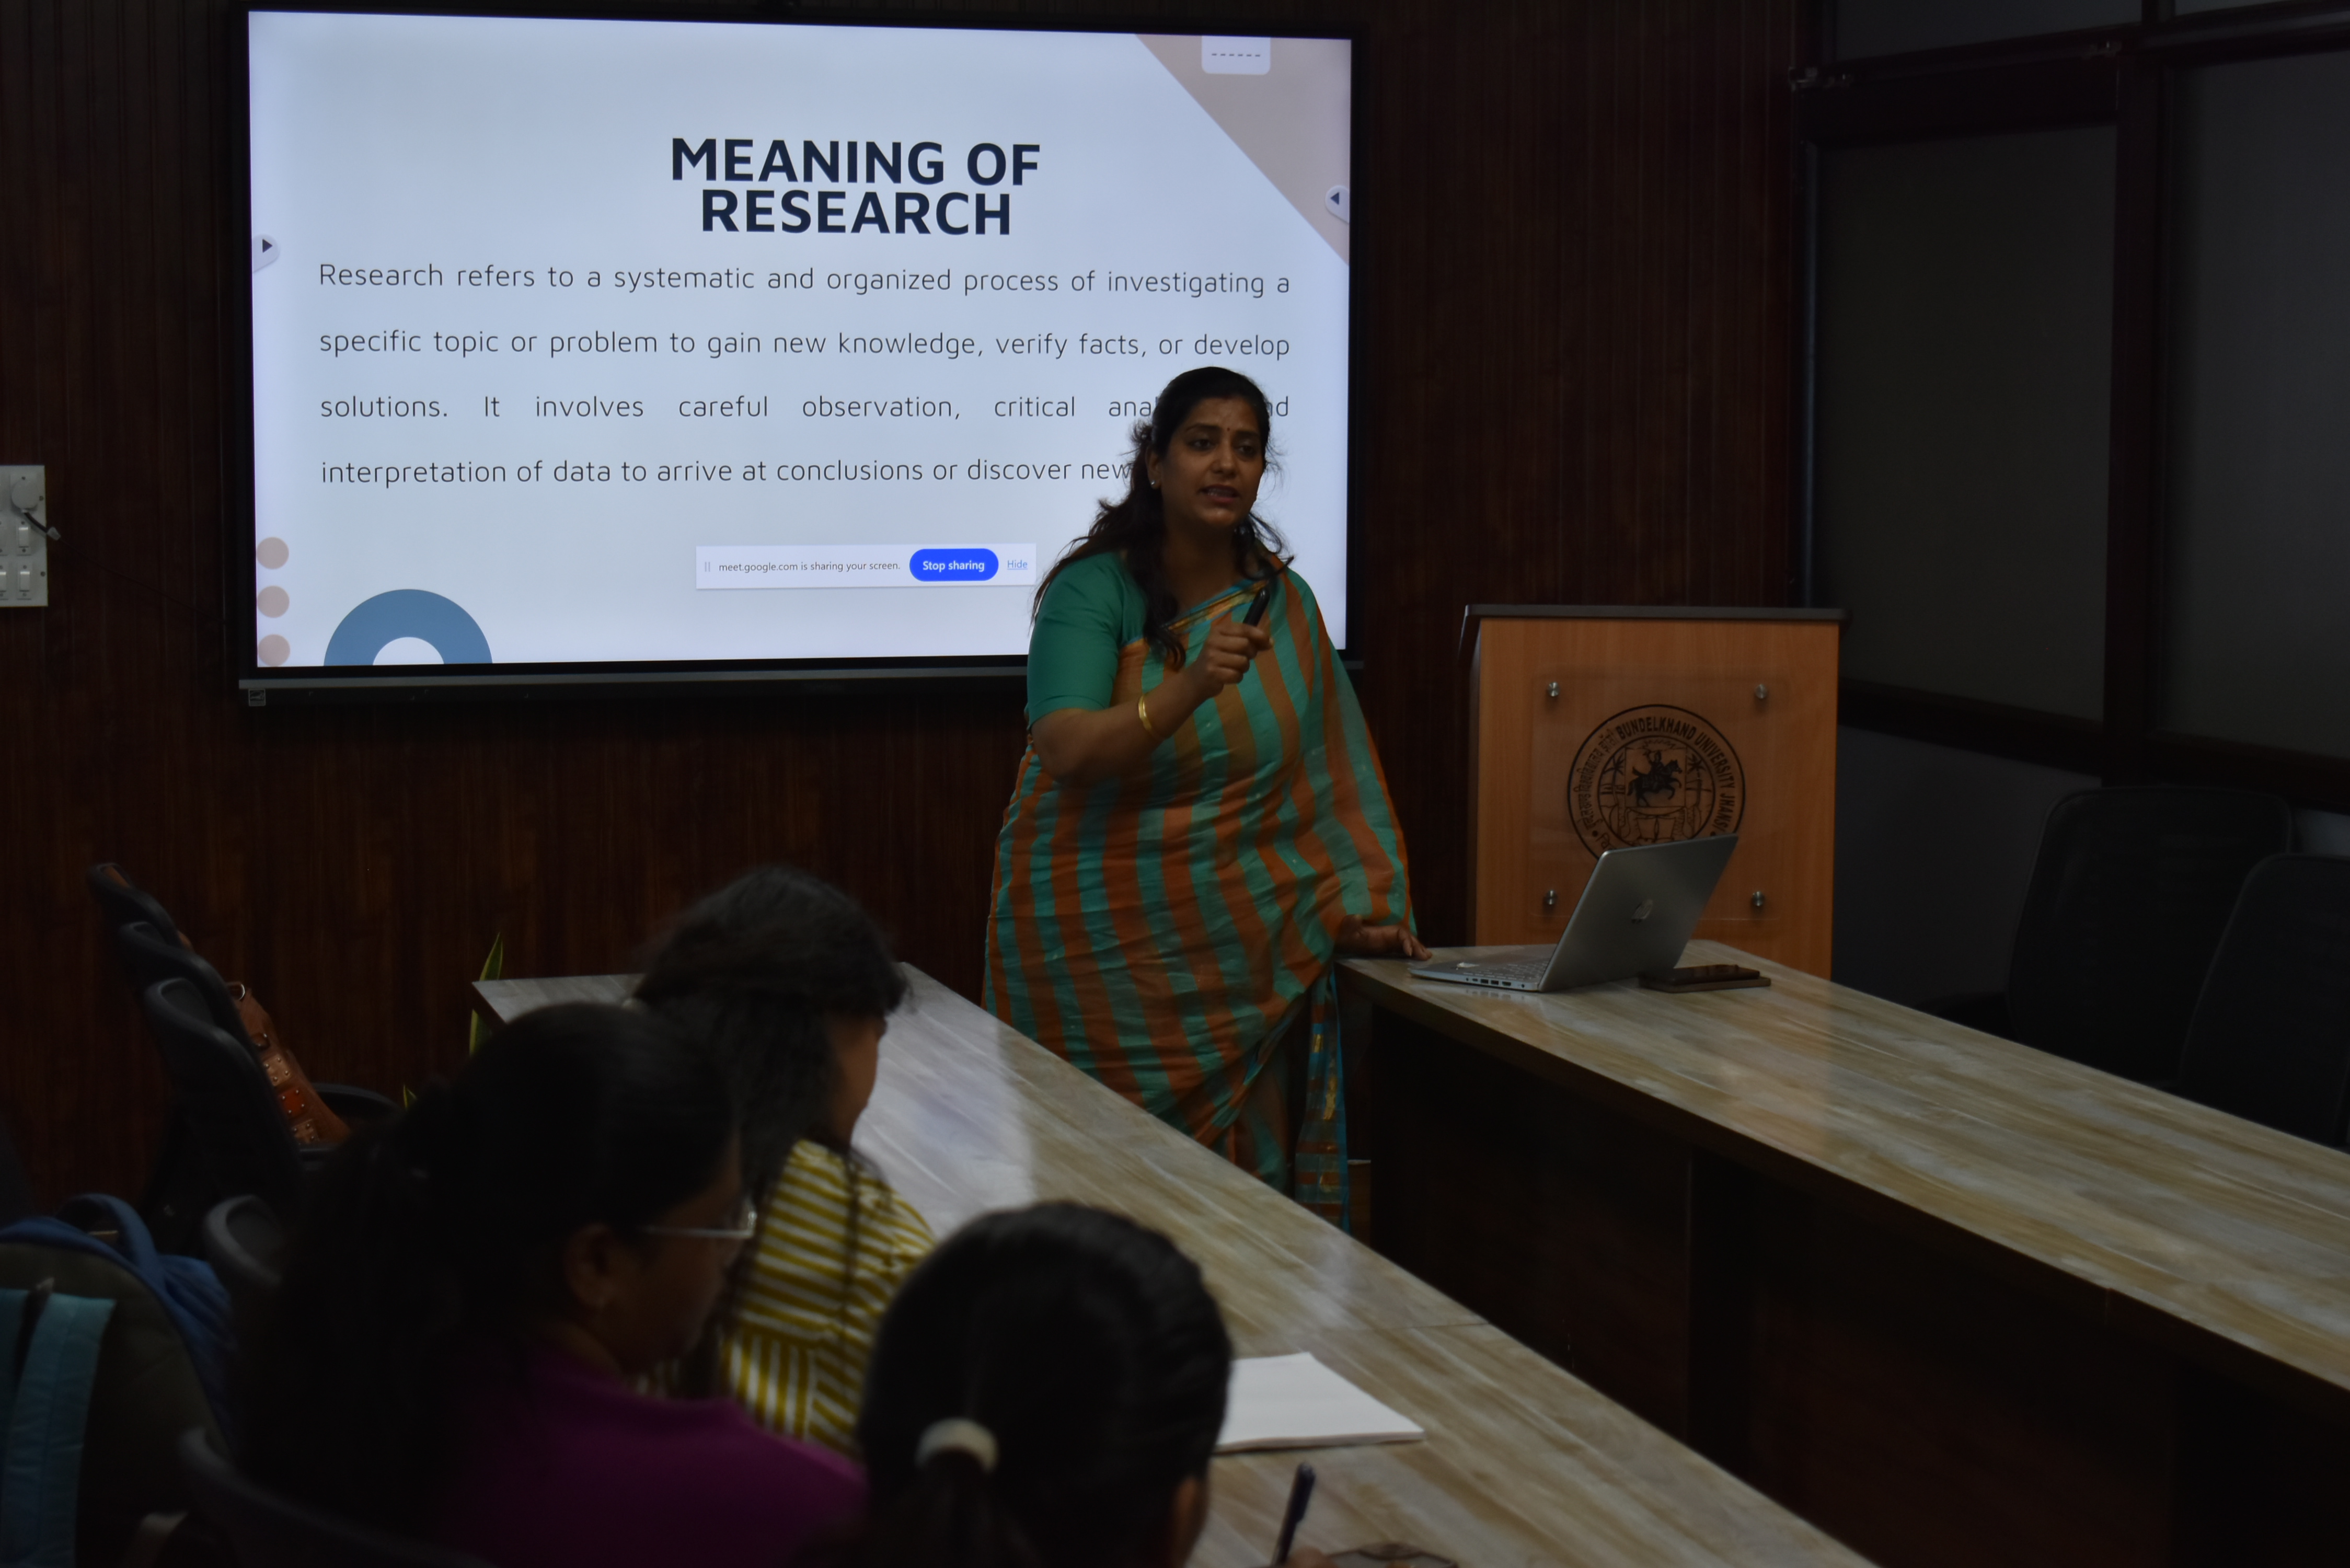 MEANING OF
RESEARCH
Research refers to a systematic and organized process of investigating a
specific topic or problem to gain new knowledge, verify facts, or develop
solutions. It involves careful observation, critical
interpretation of data to arrive at conclusions or discover new
meet.google.com is sharing your screen. Stop sharing Hide
BUNDELKHAND UNIVERSITY JHANSI